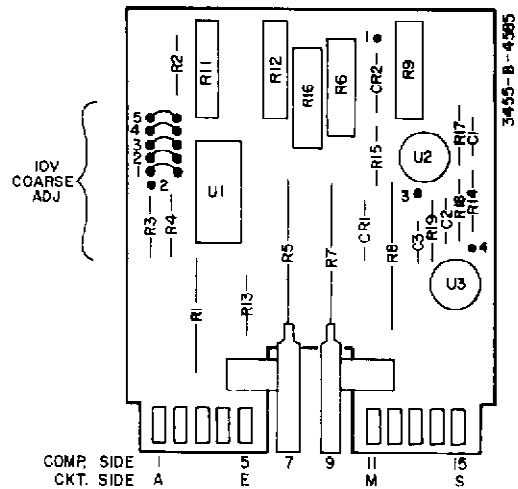 3455-B-4585
1
R2
R11
R12
R16
R6
CR2
R9
5
4
3
2
1
10V
COARSE
ADJ
2
R3
R4
U1
R15
U2
R17
C1
3
CR1
C3
R19
C2
R18
R14
4
U3
R5
R7
R8
R1
R13
COMP. SIDE 1 5 7 9 11 15
CKT. SIDE A E M S